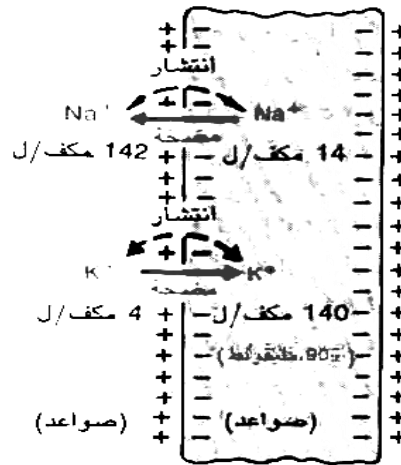 انتشار
Na⁺ Na⁺
مضخة
142 مكف/ل 14 مكف/ل
انتشار
K⁺ K⁺
مضخة
4 مكف/ل 140 مكف/ل
(صواعد) (صواعد)